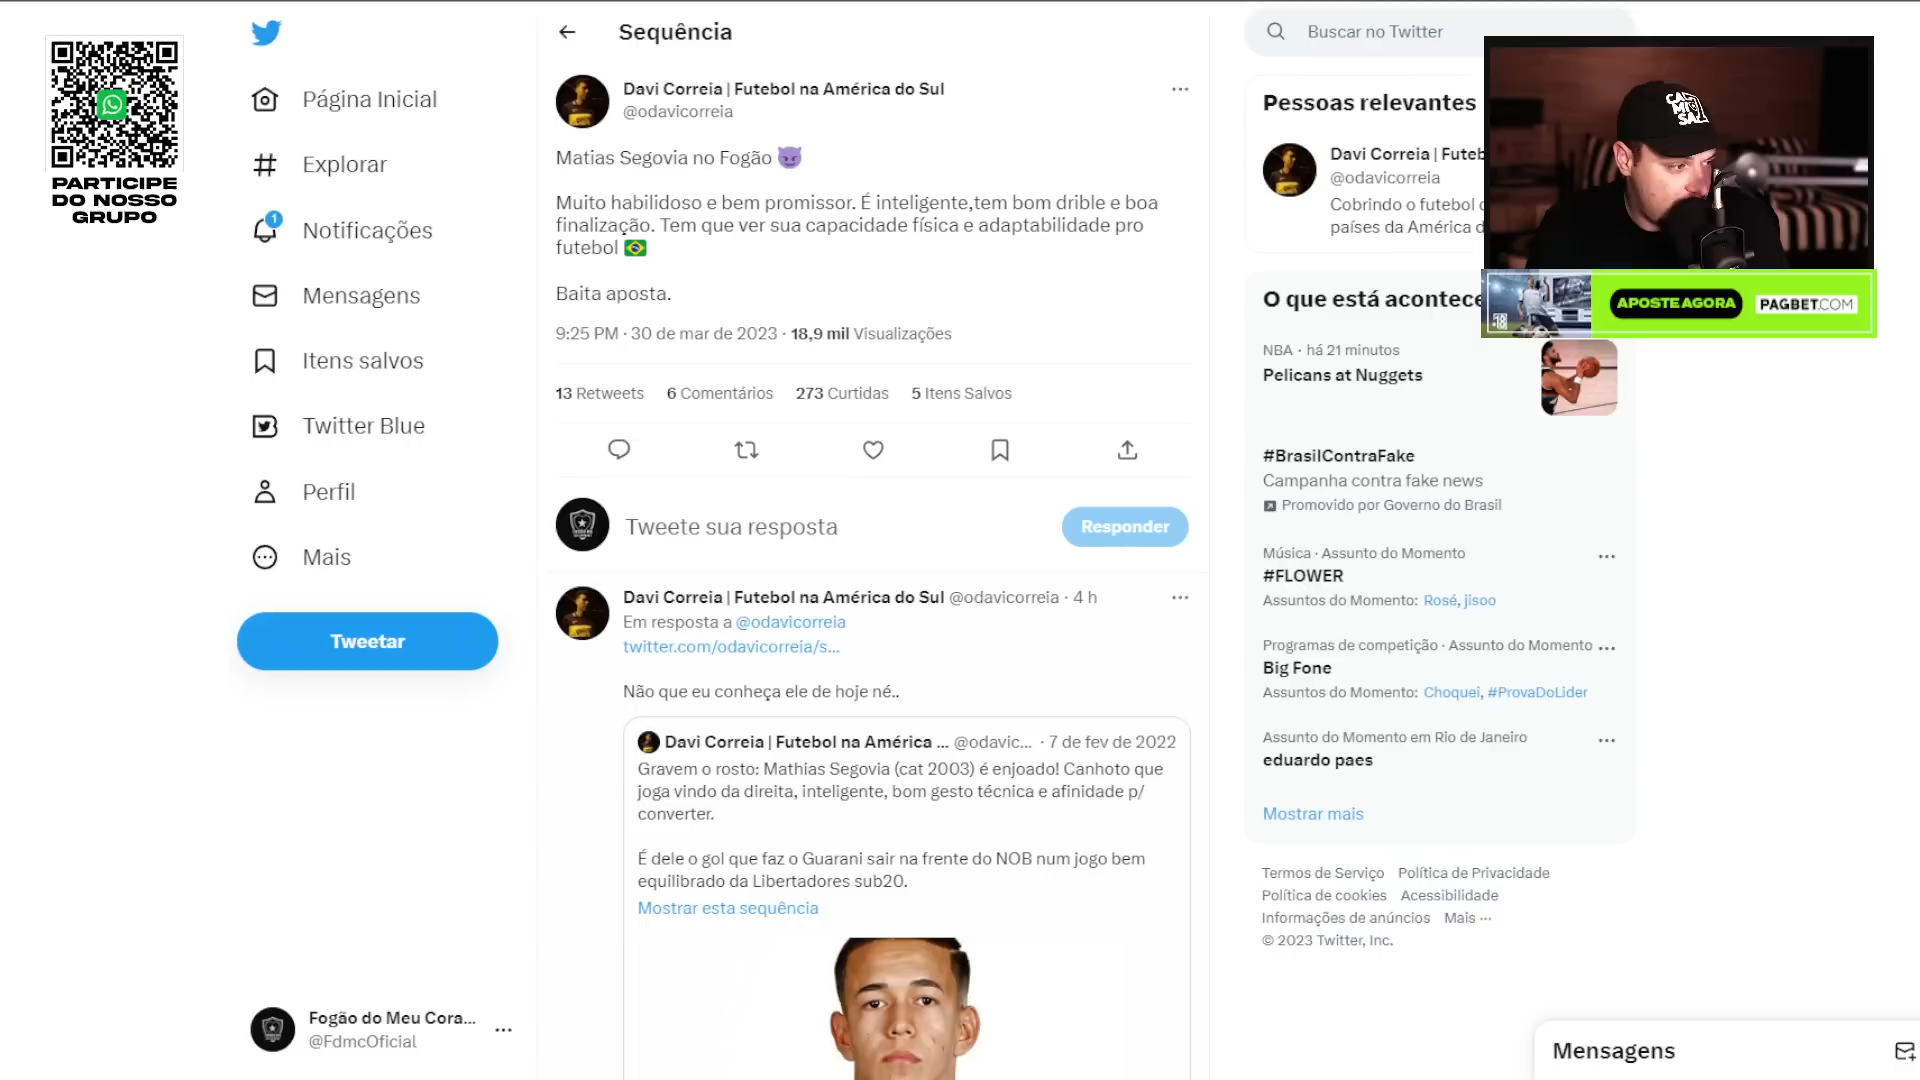 PARTICIPE
DO NOSSO
GRUPO
Página Inicial
Explorar
1
Notificações
Mensagens
Itens salvos
Twitter Blue
Perfil
Mais
Tweetar
Fogão do Meu Cora...
@FdmcOficial
Sequência
Davi Correia | Futebol na América do Sul
@odavicorreia
Matias Segovia no Fogão 😈
Muito habilidoso e bem promissor. É inteligente,tem bom drible e boa
finalização. Tem que ver sua capacidade física e adaptabilidade pro
futebol 🇧🇷
Baita aposta.
9:25 PM · 30 de mar de 2023 · 18,9 mil Visualizações
13 Retweets 6 Comentários 273 Curtidas 5 Itens Salvos
Tweete sua resposta
Responder
Davi Correia | Futebol na América do Sul @odavicorreia · 4 h
Em resposta a @odavicorreia
twitter.com/odavicorreia/s...
Não que eu conheça ele de hoje né..
Davi Correia | Futebol na América ... @odavic... · 7 de fev de 2022
Gravem o rosto: Mathias Segovia (cat 2003) é enjoado! Canhoto que
joga vindo da direita, inteligente, bom gesto técnica e afinidade p/
converter.
É dele o gol que faz o Guarani sair na frente do NOB num jogo bem
equilibrado da Libertadores sub20.
Mostrar esta sequência
Buscar no Twitter
Pessoas relevantes
Davi Correia | Futeb
@odavicorreia
Cobrindo o futebol
países da América d
APOSTE AGORA
PAGBET.COM
O que está acontece
NBA · há 21 minutos
Pelicans at Nuggets
#BrasilContraFake
Campanha contra fake news
Promovido por Governo do Brasil
Música · Assunto do Momento
#FLOWER
Assuntos do Momento: Rosé, jisoo
Programas de competição · Assunto do Momento
Big Fone
Assuntos do Momento: Choquei, #ProvaDoLider
Assunto do Momento em Rio de Janeiro
eduardo paes
Mostrar mais
Termos de Serviço Política de Privacidade
Política de cookies Acessibilidade
Informações de anúncios Mais ...
© 2023 Twitter, Inc.
Mensagens